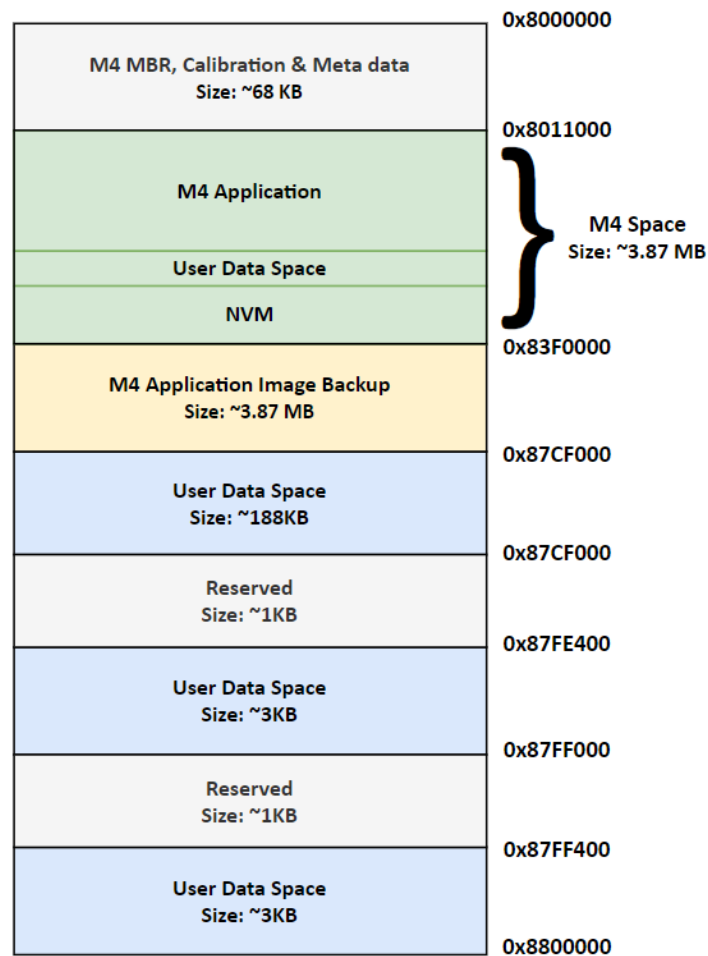 0x8000000
M4 MBR, Calibration & Meta data
Size: ~68 KB
0x8011000
M4 Application
M4 Space
Size: ~3.87 MB
User Data Space
NVM
0x83F0000
M4 Application Image Backup
Size: ~3.87 MB
0x87CF000
User Data Space
Size: ~188KB
0x87CF000
Reserved
Size: ~1KB
0x87FE400
User Data Space
Size: ~3KB
0x87FF000
Reserved
Size: ~1KB
0x87FF400
User Data Space
Size: ~3KB
0x8800000